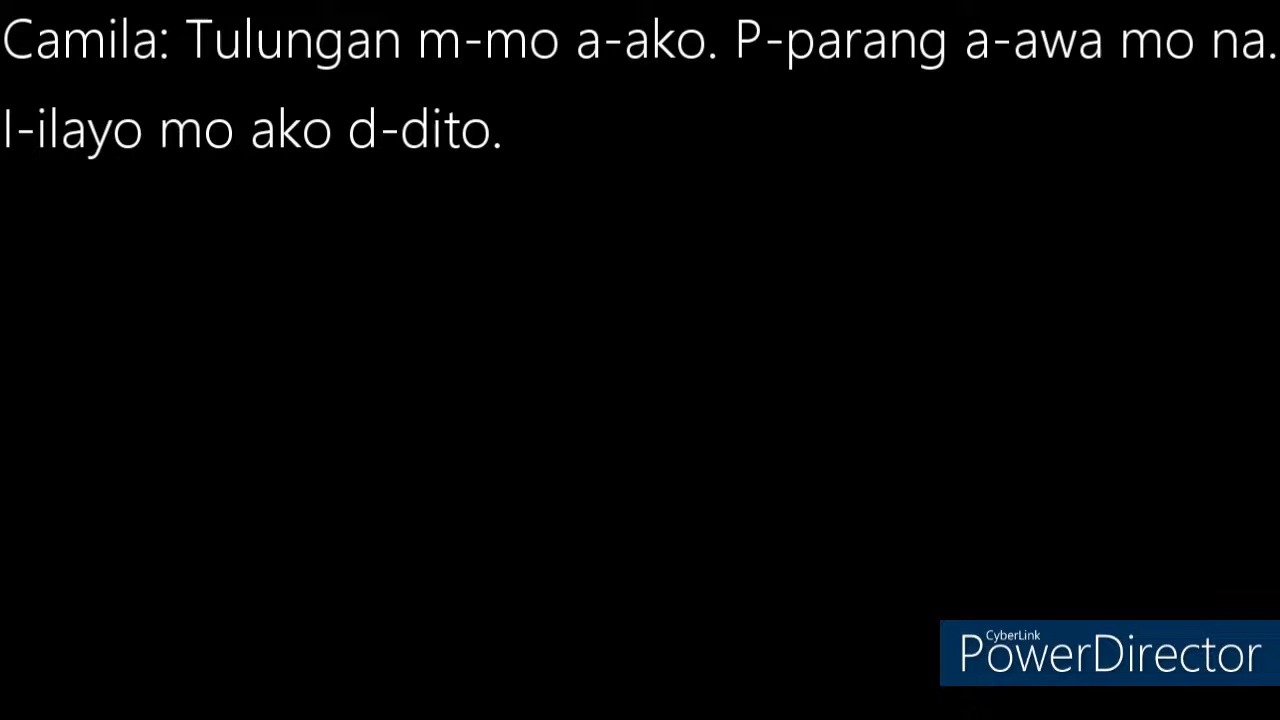 Camila: Tulungan m-mo a-ako. P-parang a-awa mo na.
I-ilayo mo ako d-dito.
CyberLink
PowerDirector